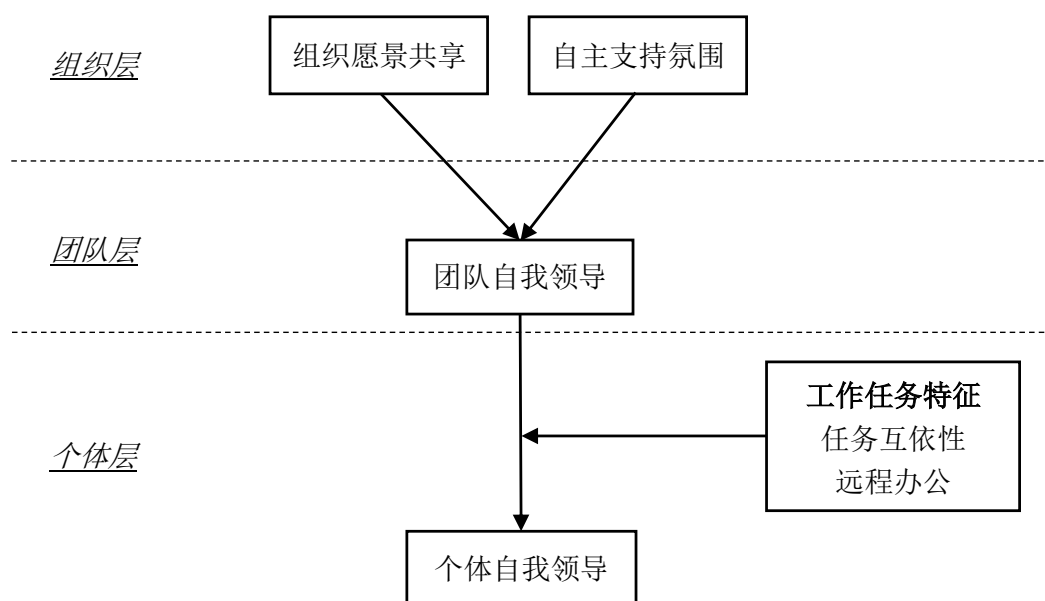 组织层
组织愿景共享
自主支持氛围
团队层
团队自我领导
个体层
工作任务特征
任务互依性
远程办公
个体自我领导